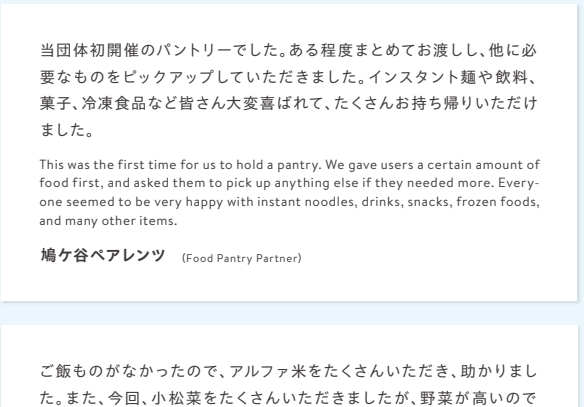 当団体初開催のパントリーでした。ある程度まとめてお渡しし、他に必
要なものをピックアップしていただきました。インスタント麺や飲料、
菓子、冷凍食品など皆さん大変喜ばれて、たくさんお持ち帰りいただけ
ました。
This was the first time for us to hold a pantry. We gave users a certain amount of
food first, and asked them to pick up anything else if they needed more. Every-
one seemed to be very happy with instant noodles, drinks, snacks, frozen foods,
and many other items.
鳩ケ谷ペアレンツ (Food Pantry Partner)
ご飯ものがなかったので、アルファ米をたくさんいただき、助かりまし
た。また、今回、小松菜をたくさんいただきましたが、野菜が高いので